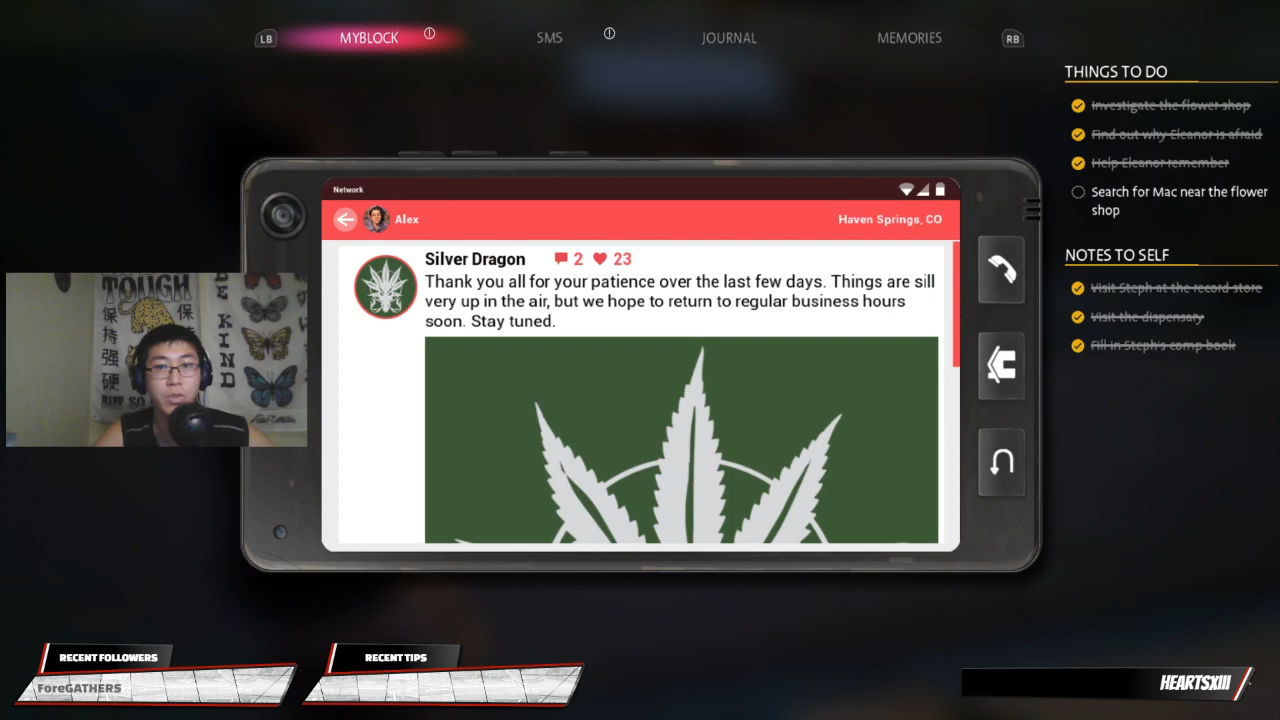 LB
MYBLOCK
SMS
JOURNAL
MEMORIES
RB
THINGS TO DO
Investigate the flower shop
Find out why Eleanor is afraid
Help Eleanor remember
Search for Mac near the flower
shop
NOTES TO SELF
Visit Steph at the record store
Visit the dispensary
Fill in Steph's comp book
Network
Alex
Haven Springs, CO
Silver Dragon
2
23
Thank you all for your patience over the last few days. Things are sill
very up in the air, but we hope to return to regular business hours
soon. Stay tuned.
TOUGH
保持强硬
保
BE KIND
RECENT FOLLOWERS
ForeGATHERS
RECENT TIPS
HEARTSXIII